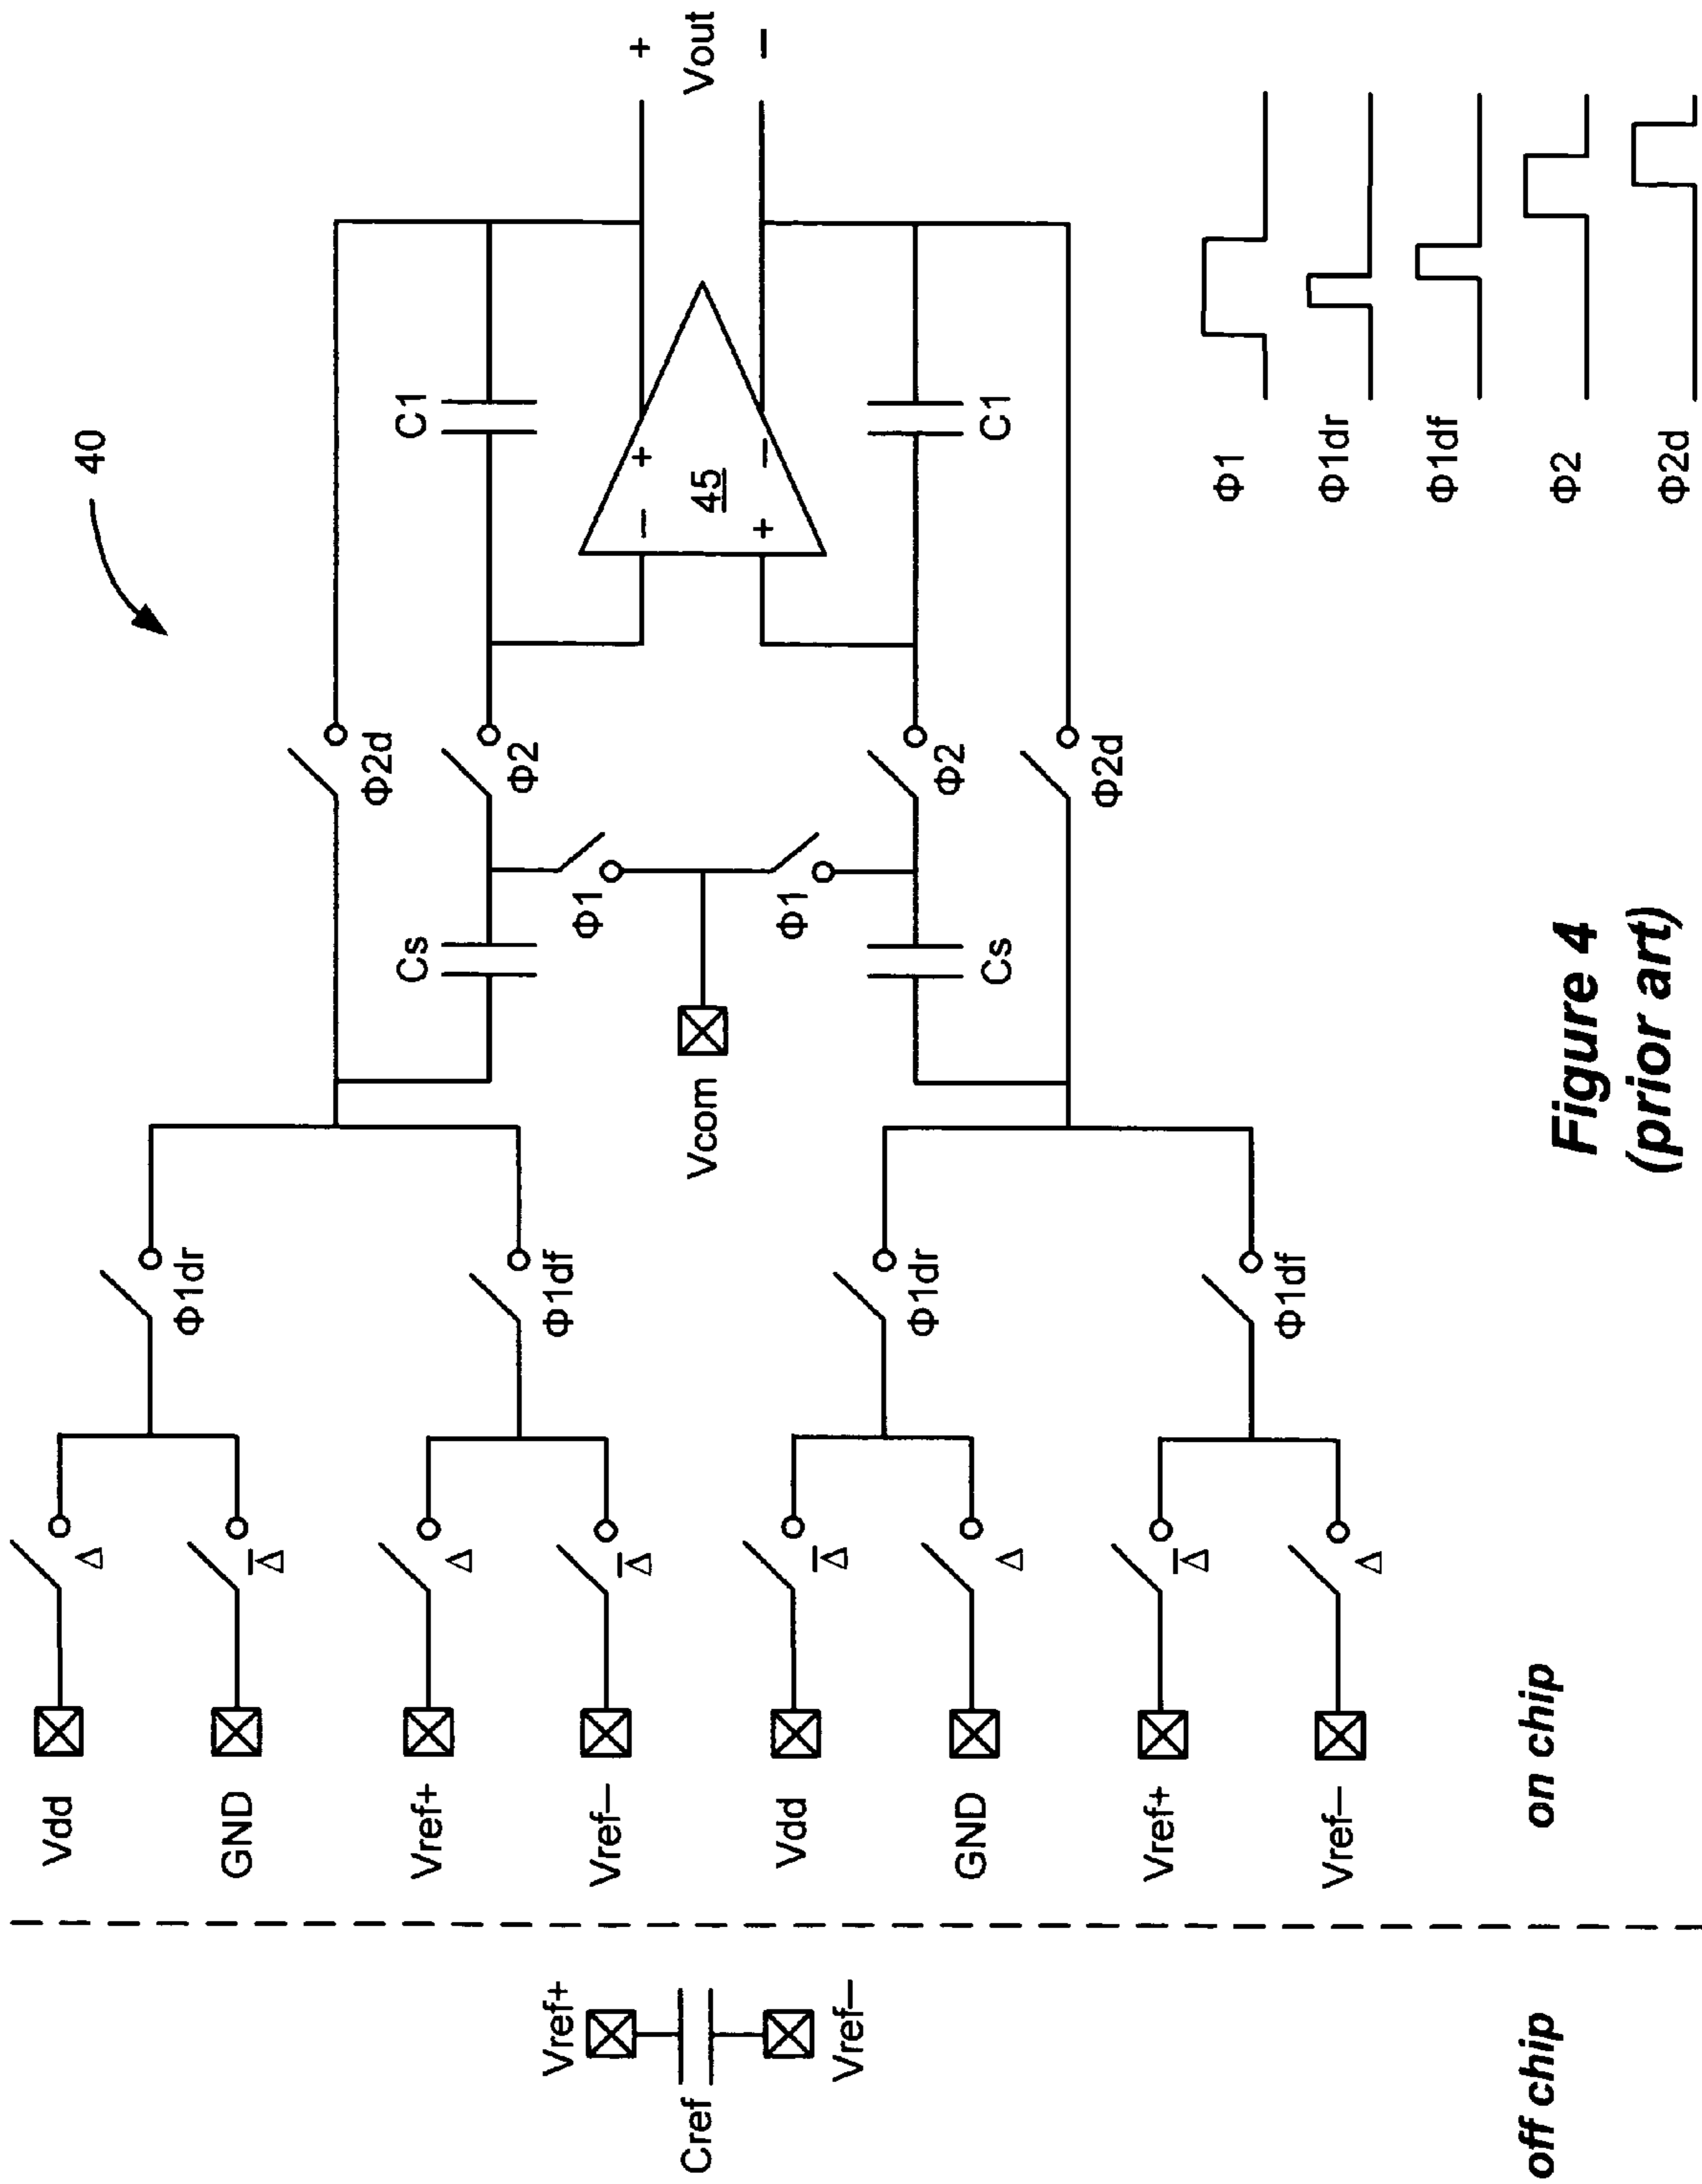 40
Vdd
Δ
GND
Δ̅
Φ1dr
Vref+
Δ
Vref–
Δ̅
Φ1df
Φ2d
Cs
Φ2
C1
+
Vout
–
– +
45
+ –
Φ1
Vcom
Φ1
Vref+
Cref
Vref–
Vdd
Δ̅
GND
Δ
Φ1dr
Cs
Φ2
C1
Φ2d
Vref+
Δ̅
Vref–
Δ
Φ1df
Φ1
Φ1dr
Φ1df
Φ2
Φ2d
off chip
on chip
Figure 4
(prior art)